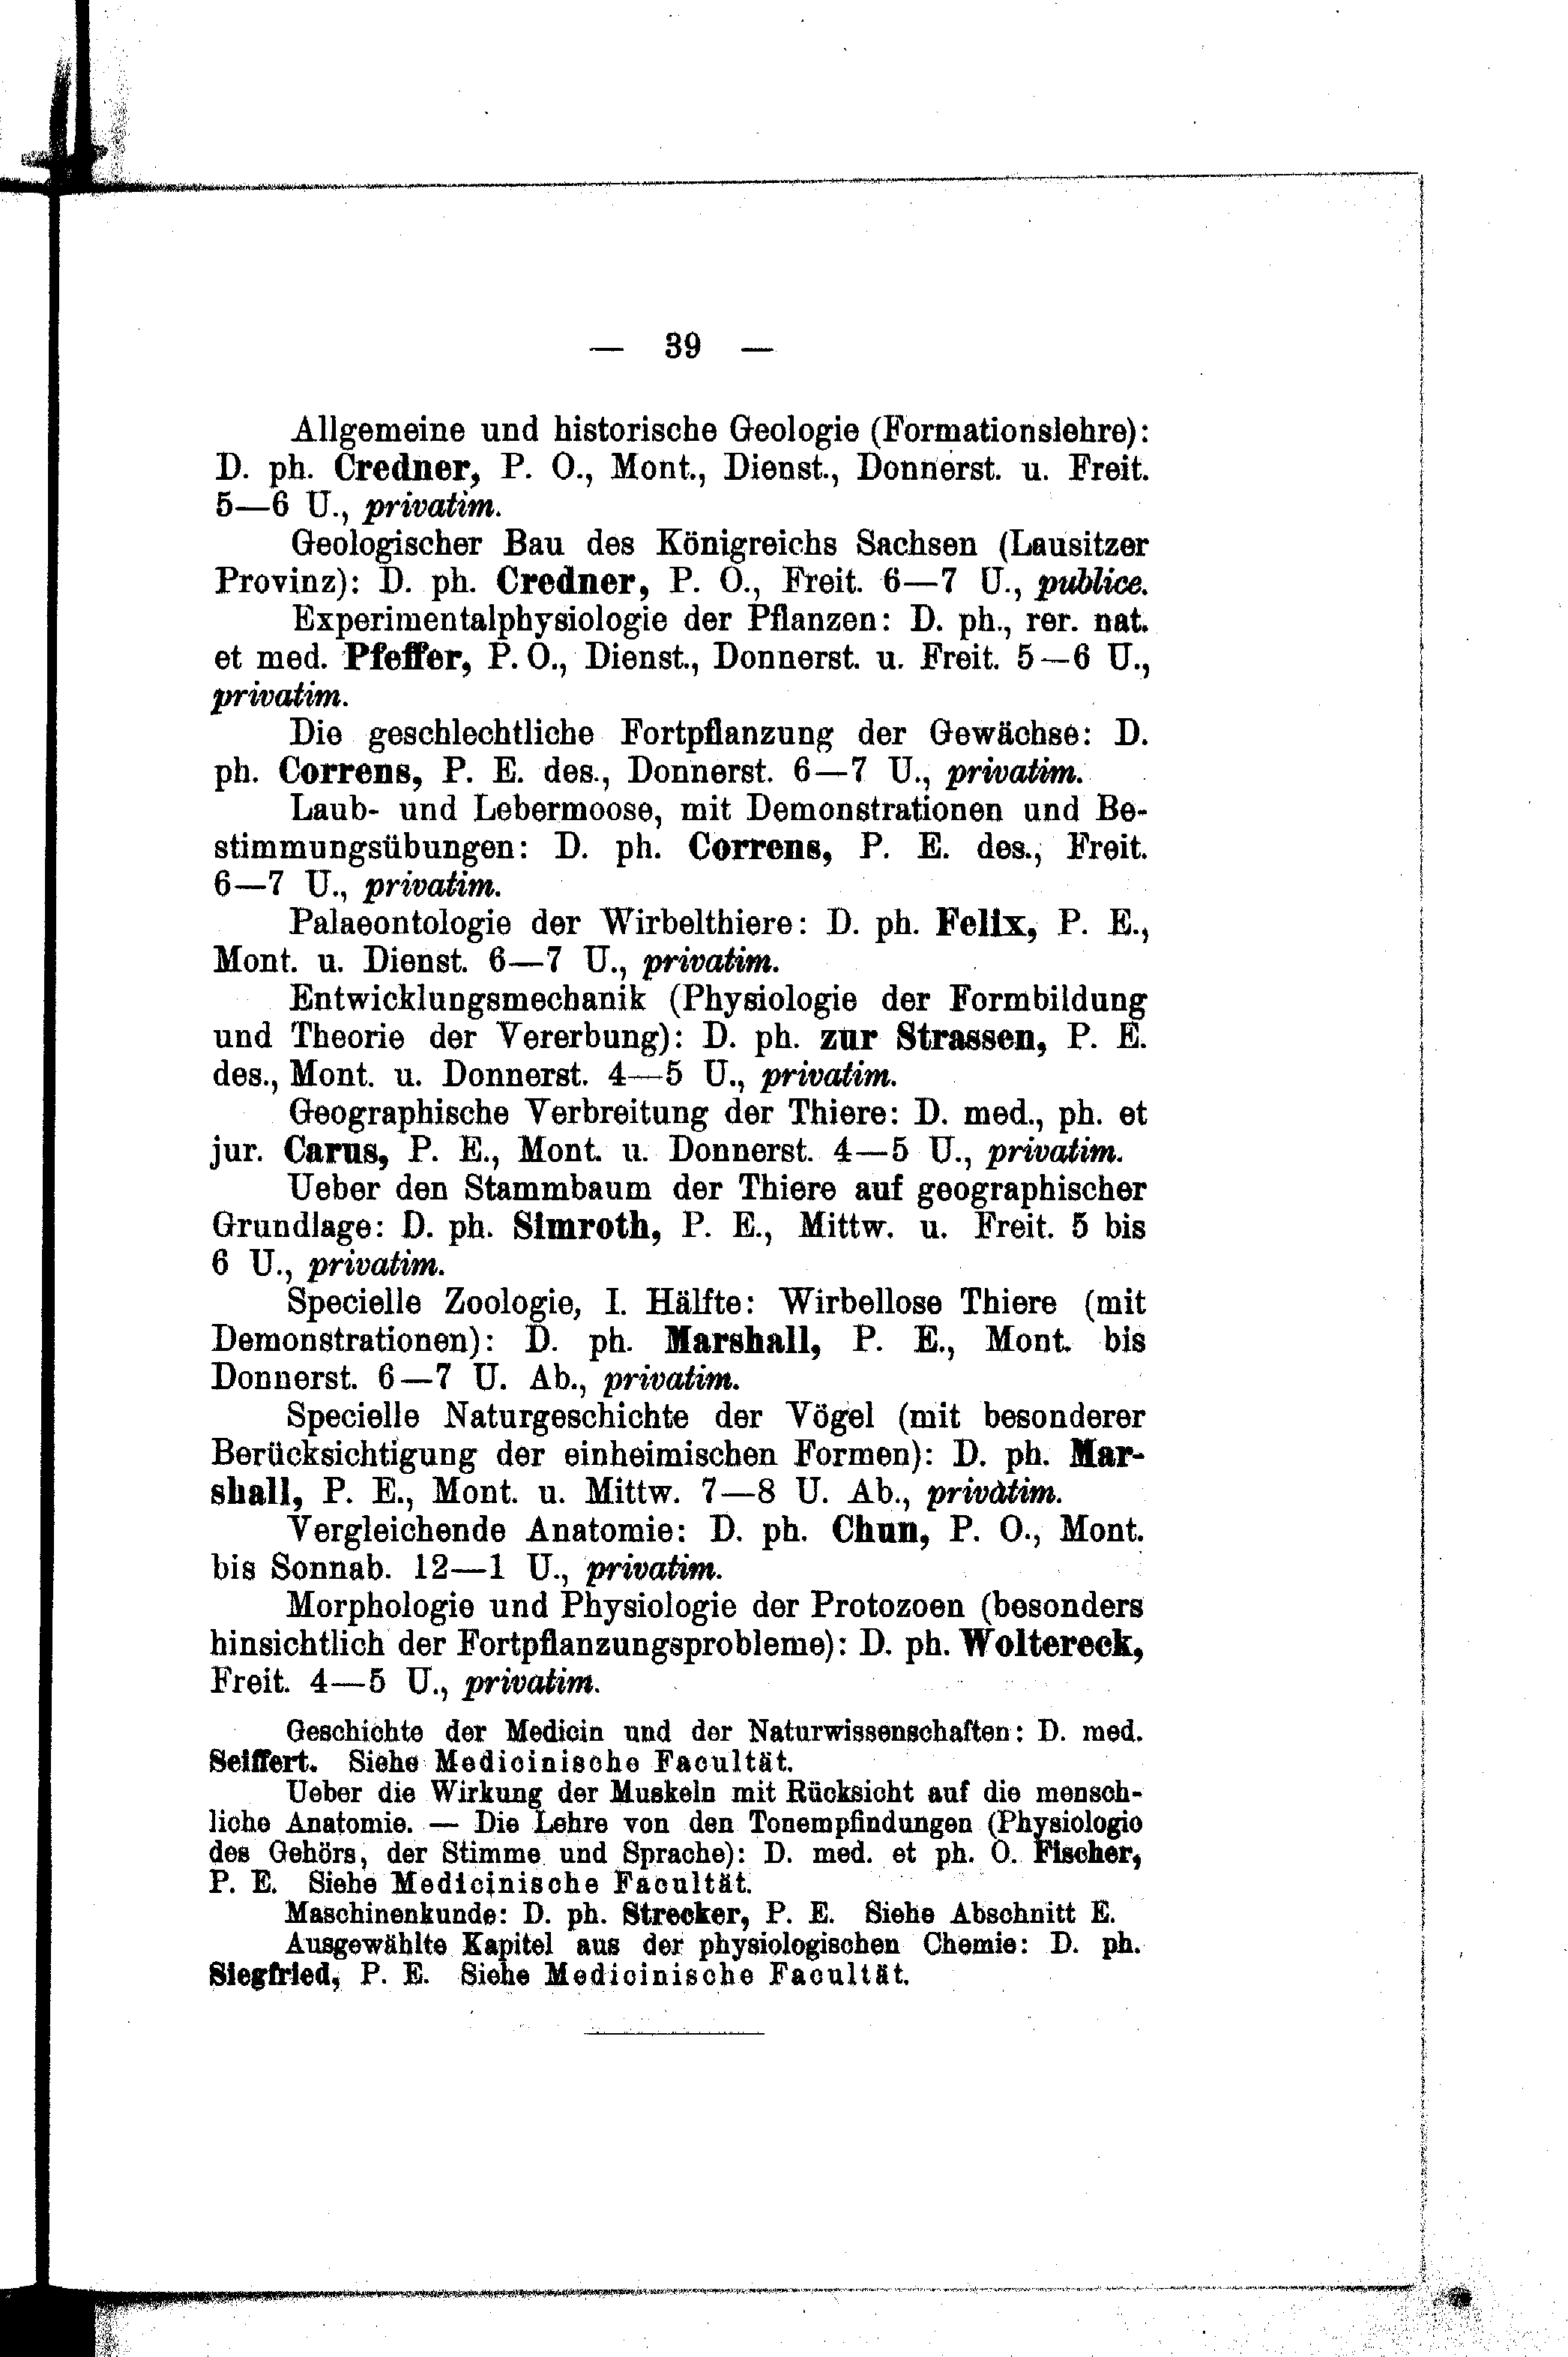 — 39 —
Allgemeine und historische Geologie (Formationslehre):
D. ph. Credner, P. O., Mont., Dienst., Donnerst. u. Freit.
5—6 U., privatim.
Geologischer Bau des Königreichs Sachsen (Lausitzer
Provinz): D. ph. Credner, P. O., Freit. 6—7 U., publice.
Experimentalphysiologie der Pflanzen: D. ph., rer. nat.
et med. Pfeffer, P. O., Dienst., Donnerst. u. Freit. 5—6 U.,
privatim.
Die geschlechtliche Fortpflanzung der Gewächse: D.
ph. Correns, P. E. des., Donnerst. 6—7 U., privatim.
Laub- und Lebermoose, mit Demonstrationen und Be-
stimmungsübungen: D. ph. Correns, P. E. des., Freit.
6—7 U., privatim.
Palaeontologie der Wirbelthiere: D. ph. Felix, P. E.,
Mont. u. Dienst. 6—7 U., privatim.
Entwicklungsmechanik (Physiologie der Formbildung
und Theorie der Vererbung): D. ph. zur Strassen, P. E.
des., Mont. u. Donnerst. 4—5 U., privatim.
Geographische Verbreitung der Thiere: D. med., ph. et
jur. Carus, P. E., Mont. u. Donnerst. 4—5 U., privatim.
Ueber den Stammbaum der Thiere auf geographischer
Grundlage: D. ph. Simroth, P. E., Mittw. u. Freit. 5 bis
6 U., privatim.
Specielle Zoologie, I. Hälfte: Wirbellose Thiere (mit
Demonstrationen): D. ph. Marshall, P. E., Mont. bis
Donnerst. 6—7 U. Ab., privatim.
Specielle Naturgeschichte der Vögel (mit besonderer
Berücksichtigung der einheimischen Formen): D. ph. Mar-
shall, P. E., Mont. u. Mittw. 7—8 U. Ab., privatim.
Vergleichende Anatomie: D. ph. Chun, P. O., Mont.
bis Sonnab. 12—1 U., privatim.
Morphologie und Physiologie der Protozoen (besonders
hinsichtlich der Fortpflanzungsprobleme): D. ph. Woltereck,
Freit. 4—5 U., privatim.
Geschichte der Medicin und der Naturwissenschaften: D. med.
Seiffert. Siehe Medicinische Facultät.
Ueber die Wirkung der Muskeln mit Rücksicht auf die mensch-
liche Anatomie. — Die Lehre von den Tonempfindungen (Physiologie
des Gehörs, der Stimme und Sprache): D. med. et ph. O. Fischer,
P. E. Siehe Medicinische Facultät.
Maschinenkunde: D. ph. Strecker, P. E. Siehe Abschnitt E.
Ausgewählte Kapitel aus der physiologischen Chemie: D. ph.
Siegfried, P. E. Siehe Medicinische Facultät.